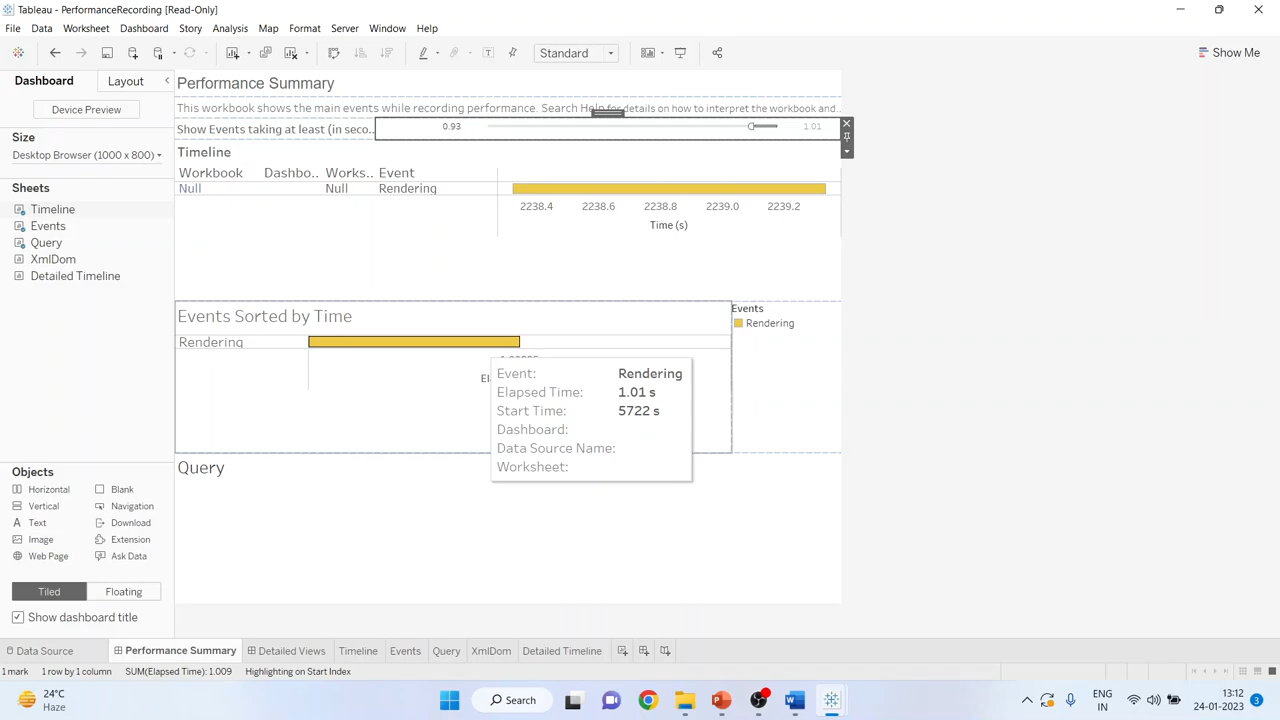 Tableau - PerformanceRecording [Read-Only]
File Data Worksheet Dashboard Story Analysis Map Format Server Window Help
Standard
Show Me
Dashboard Layout
Device Preview
Size
Desktop Browser (1000 x 800)
Sheets
Timeline
Events
Query
XmlDom
Detailed Timeline
Objects
Horizontal Blank
Vertical Navigation
Text Download
Image Extension
Web Page Ask Data
Tiled Floating
Show dashboard title
Performance Summary
This workbook shows the main events while recording performance. Search Help for details on how to interpret the workbook and..
Show Events taking at least (in seco.. 0.93 1.01
Timeline
Workbook Dashbo.. Works.. Event
Null Null Rendering
2238.4 2238.6 2238.8 2239.0 2239.2
Time (s)
Events Sorted by Time
Rendering
Events
Rendering
Event: Rendering
Elapsed Time: 1.01 s
Start Time: 5722 s
Dashboard:
Data Source Name:
Worksheet:
Query
Data Source Performance Summary Detailed Views Timeline Events Query XmlDom Detailed Timeline
1 mark 1 row by 1 column SUM(Elapsed Time): 1.009 Highlighting on Start Index
24°C
Haze
Search
ENG
IN
13:12
24-01-2023
3